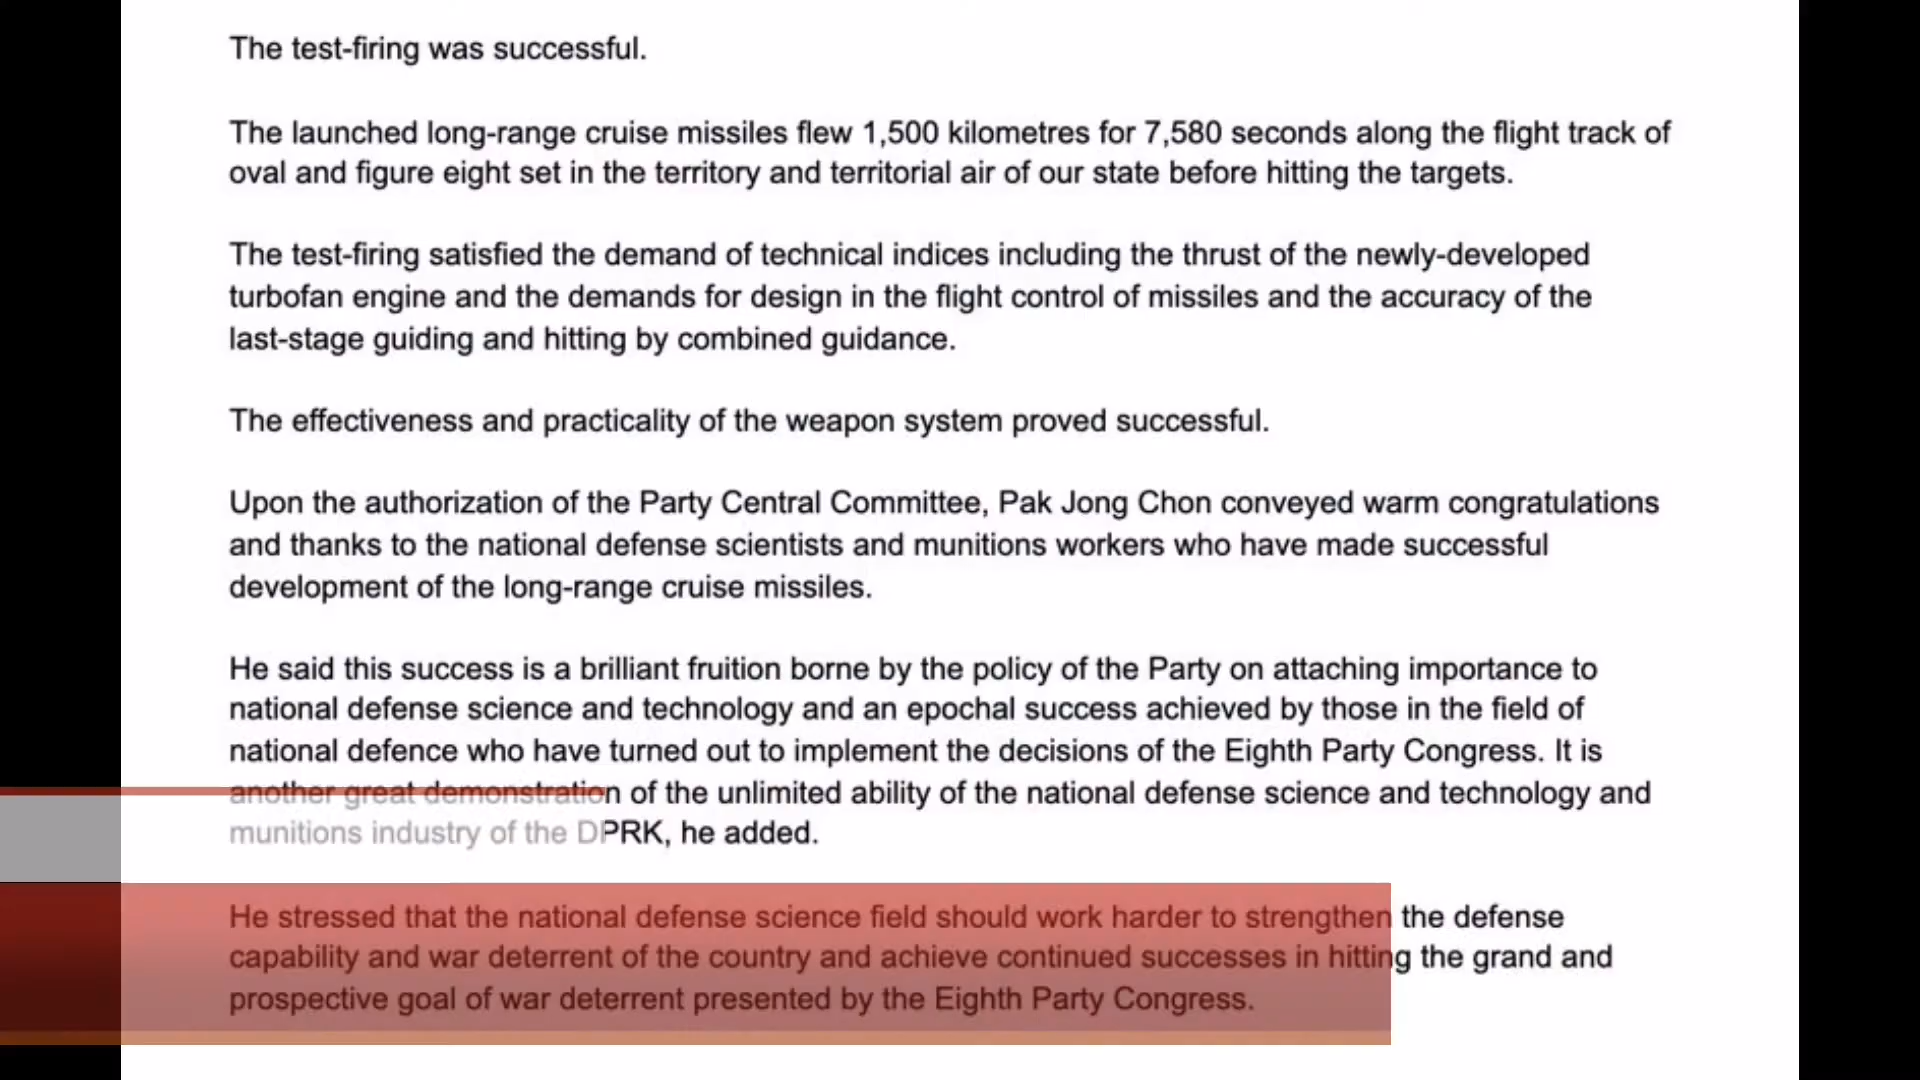 The test-firing was successful.
The launched long-range cruise missiles flew 1,500 kilometres for 7,580 seconds along the flight track of
oval and figure eight set in the territory and territorial air of our state before hitting the targets.
The test-firing satisfied the demand of technical indices including the thrust of the newly-developed
turbofan engine and the demands for design in the flight control of missiles and the accuracy of the
last-stage guiding and hitting by combined guidance.
The effectiveness and practicality of the weapon system proved successful.
Upon the authorization of the Party Central Committee, Pak Jong Chon conveyed warm congratulations
and thanks to the national defense scientists and munitions workers who have made successful
development of the long-range cruise missiles.
He said this success is a brilliant fruition borne by the policy of the Party on attaching importance to
national defense science and technology and an epochal success achieved by those in the field of
national defence who have turned out to implement the decisions of the Eighth Party Congress. It is
another great demonstration of the unlimited ability of the national defense science and technology and
munitions industry of the DPRK, he added.
He stressed that the national defense science field should work harder to strengthen the defense
capability and war deterrent of the country and achieve continued successes in hitting the grand and
prospective goal of war deterrent presented by the Eighth Party Congress.